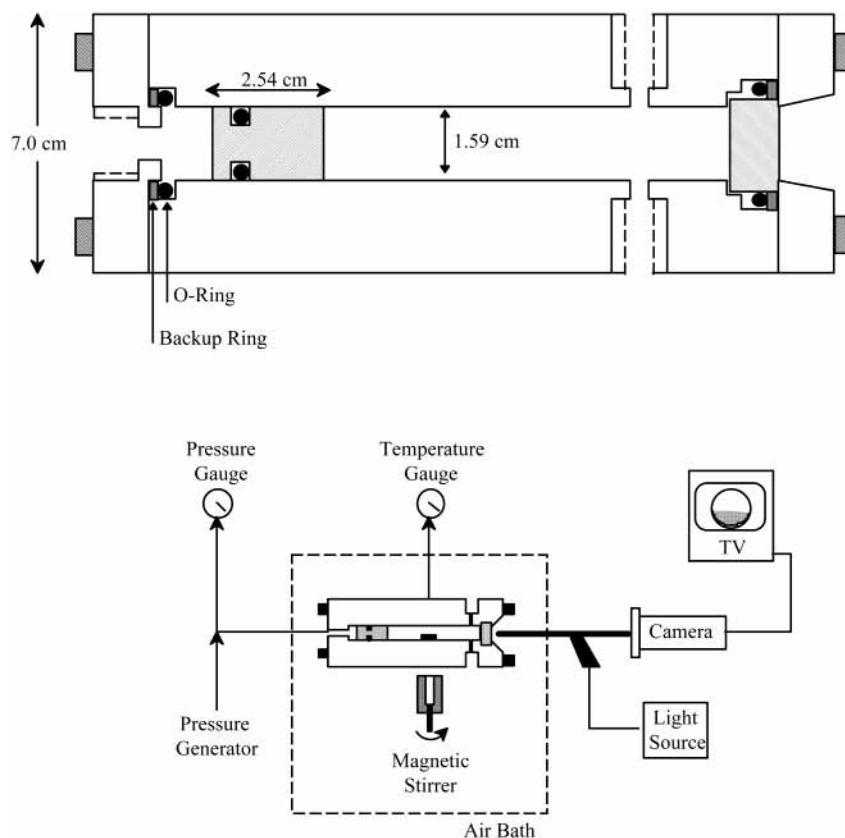 2.54 cm
7.0 cm
1.59 cm
O-Ring
Backup Ring
Pressure
Gauge
Temperature
Gauge
TV
Camera
Pressure
Generator
Magnetic
Stirrer
Light
Source
Air Bath